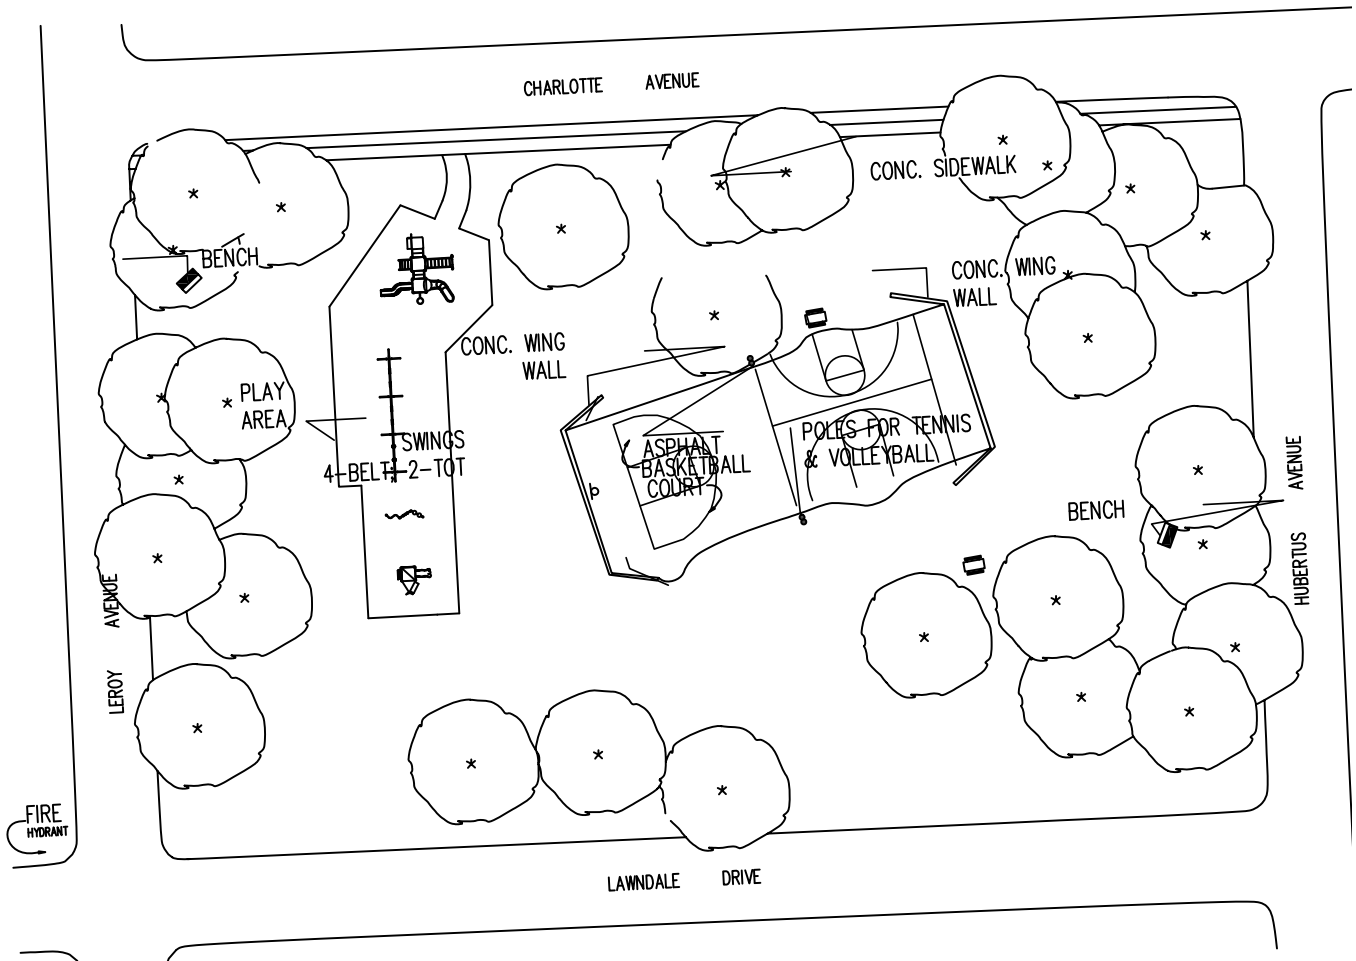 CHARLOTTE AVENUE
CONC. SIDEWALK
BENCH
CONC. WING
WALL
CONC. WING
WALL
PLAY
AREA
SWINGS
4-BELT 2-TOT
ASPHALT
BASKETBALL
COURT
POLES FOR TENNIS
& VOLLEYBALL
BENCH
HUBERTUS AVENUE
LEROY AVENUE
FIRE
HYDRANT
LAWNDALE DRIVE